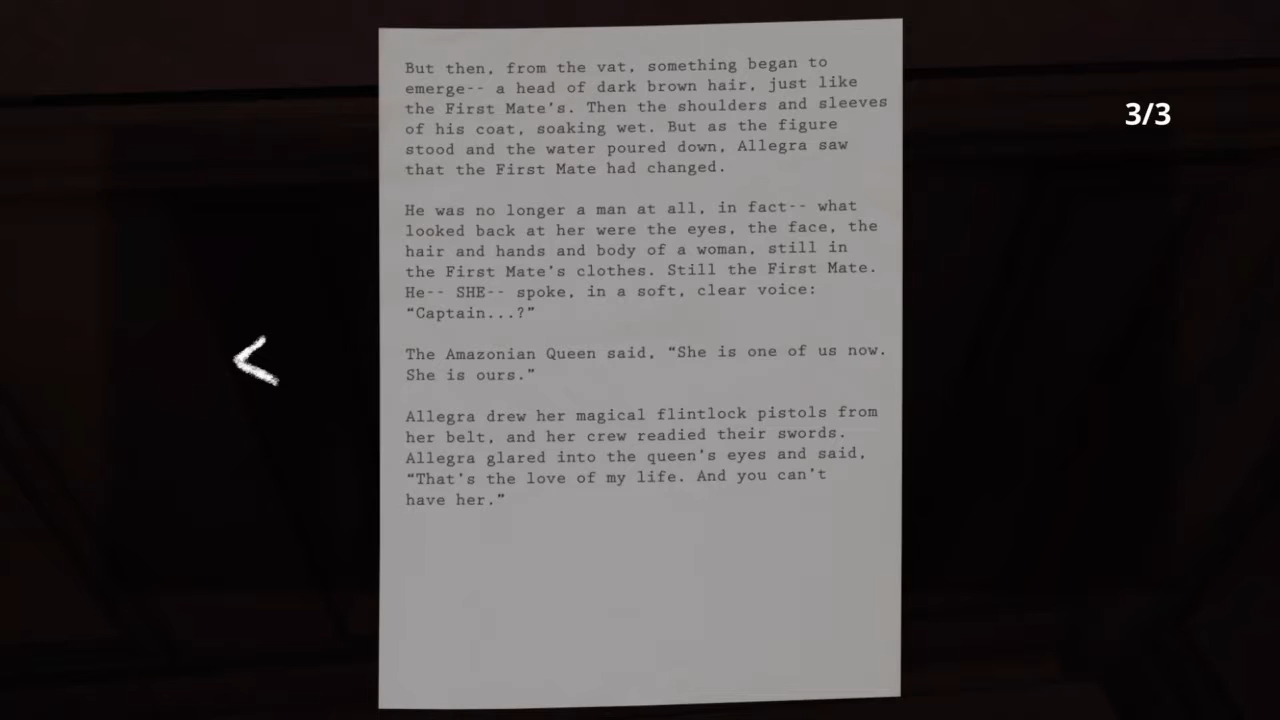 But then, from the vat, something began to
emerge-- a head of dark brown hair, just like
the First Mate's. Then the shoulders and sleeves
of his coat, soaking wet. But as the figure
stood and the water poured down, Allegra saw
that the First Mate had changed.
He was no longer a man at all, in fact-- what
looked back at her were the eyes, the face, the
hair and hands and body of a woman, still in
the First Mate's clothes. Still the First Mate.
He-- SHE-- spoke, in a soft, clear voice:
“Captain...?”
The Amazonian Queen said, “She is one of us now.
She is ours.”
Allegra drew her magical flintlock pistols from
her belt, and her crew readied their swords.
Allegra glared into the queen's eyes and said,
“That's the love of my life. And you can't
have her.”
3/3